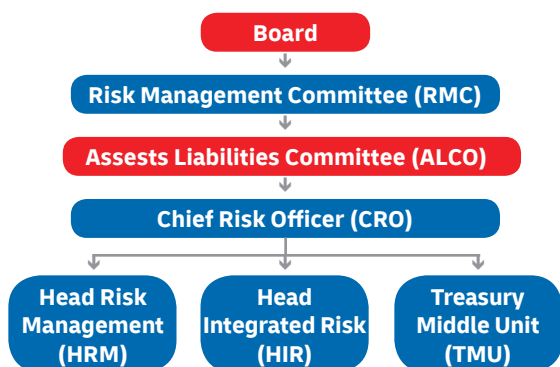 Board
Risk Management Committee (RMC)
Assests Liabilities Committee (ALCO)
Chief Risk Officer (CRO)
Head Risk
Management
(HRM)
Head
Integrated Risk
(HIR)
Treasury
Middle Unit
(TMU)